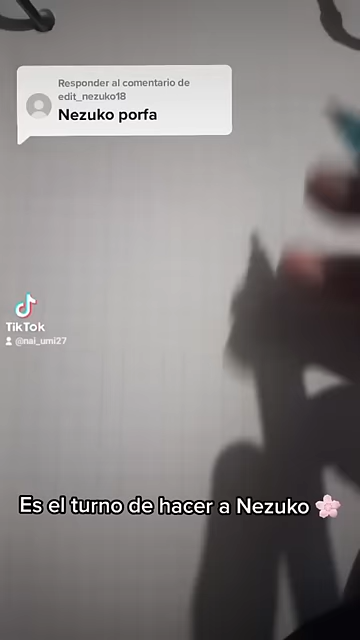 Responder al comentario de
edit_nezuko18
Nezuko porfa
TikTok
@nai_umi27
Es el turno de hacer a Nezuko 🌸